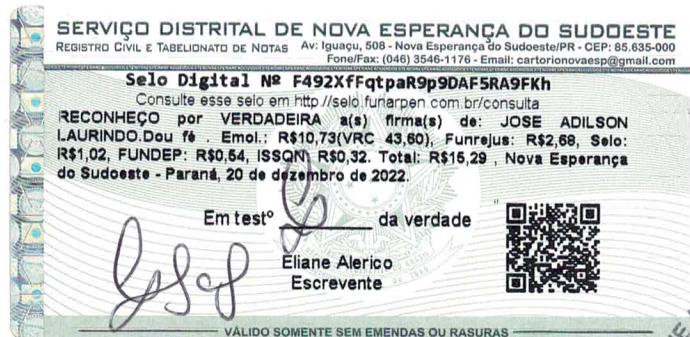 SERVIÇO DISTRITAL DE NOVA ESPERANÇA DO SUDOESTE
REGISTRO CIVIL E TABELIONATO DE NOTAS Av: Iguaçu, 508 - Nova Esperança do Sudoeste/PR - CEP: 85.635-000
Fone/Fax: (046) 3546-1176 - Email: cartorionovaesp@gmail.com
Selo Digital Nº F492XfFqtpaR9p9DAF5RA9FKh
Consulte esse selo em http://selo.funarpen.com.br/consulta
RECONHEÇO por VERDADEIRA a(s) firma(s) de: JOSE ADILSON
LAURINDO.Dou fé . Emol.: R$10,73(VRC 43,60), Funrejus: R$2,68, Selo:
R$1,02, FUNDEP: R$0,54, ISSQN: R$0,32. Total: R$15,29 , Nova Esperança
do Sudoeste - Paraná, 20 de dezembro de 2022.
Em testº da verdade
Eliane Alerico
Escrevente
VÁLIDO SOMENTE SEM EMENDAS OU RASURAS